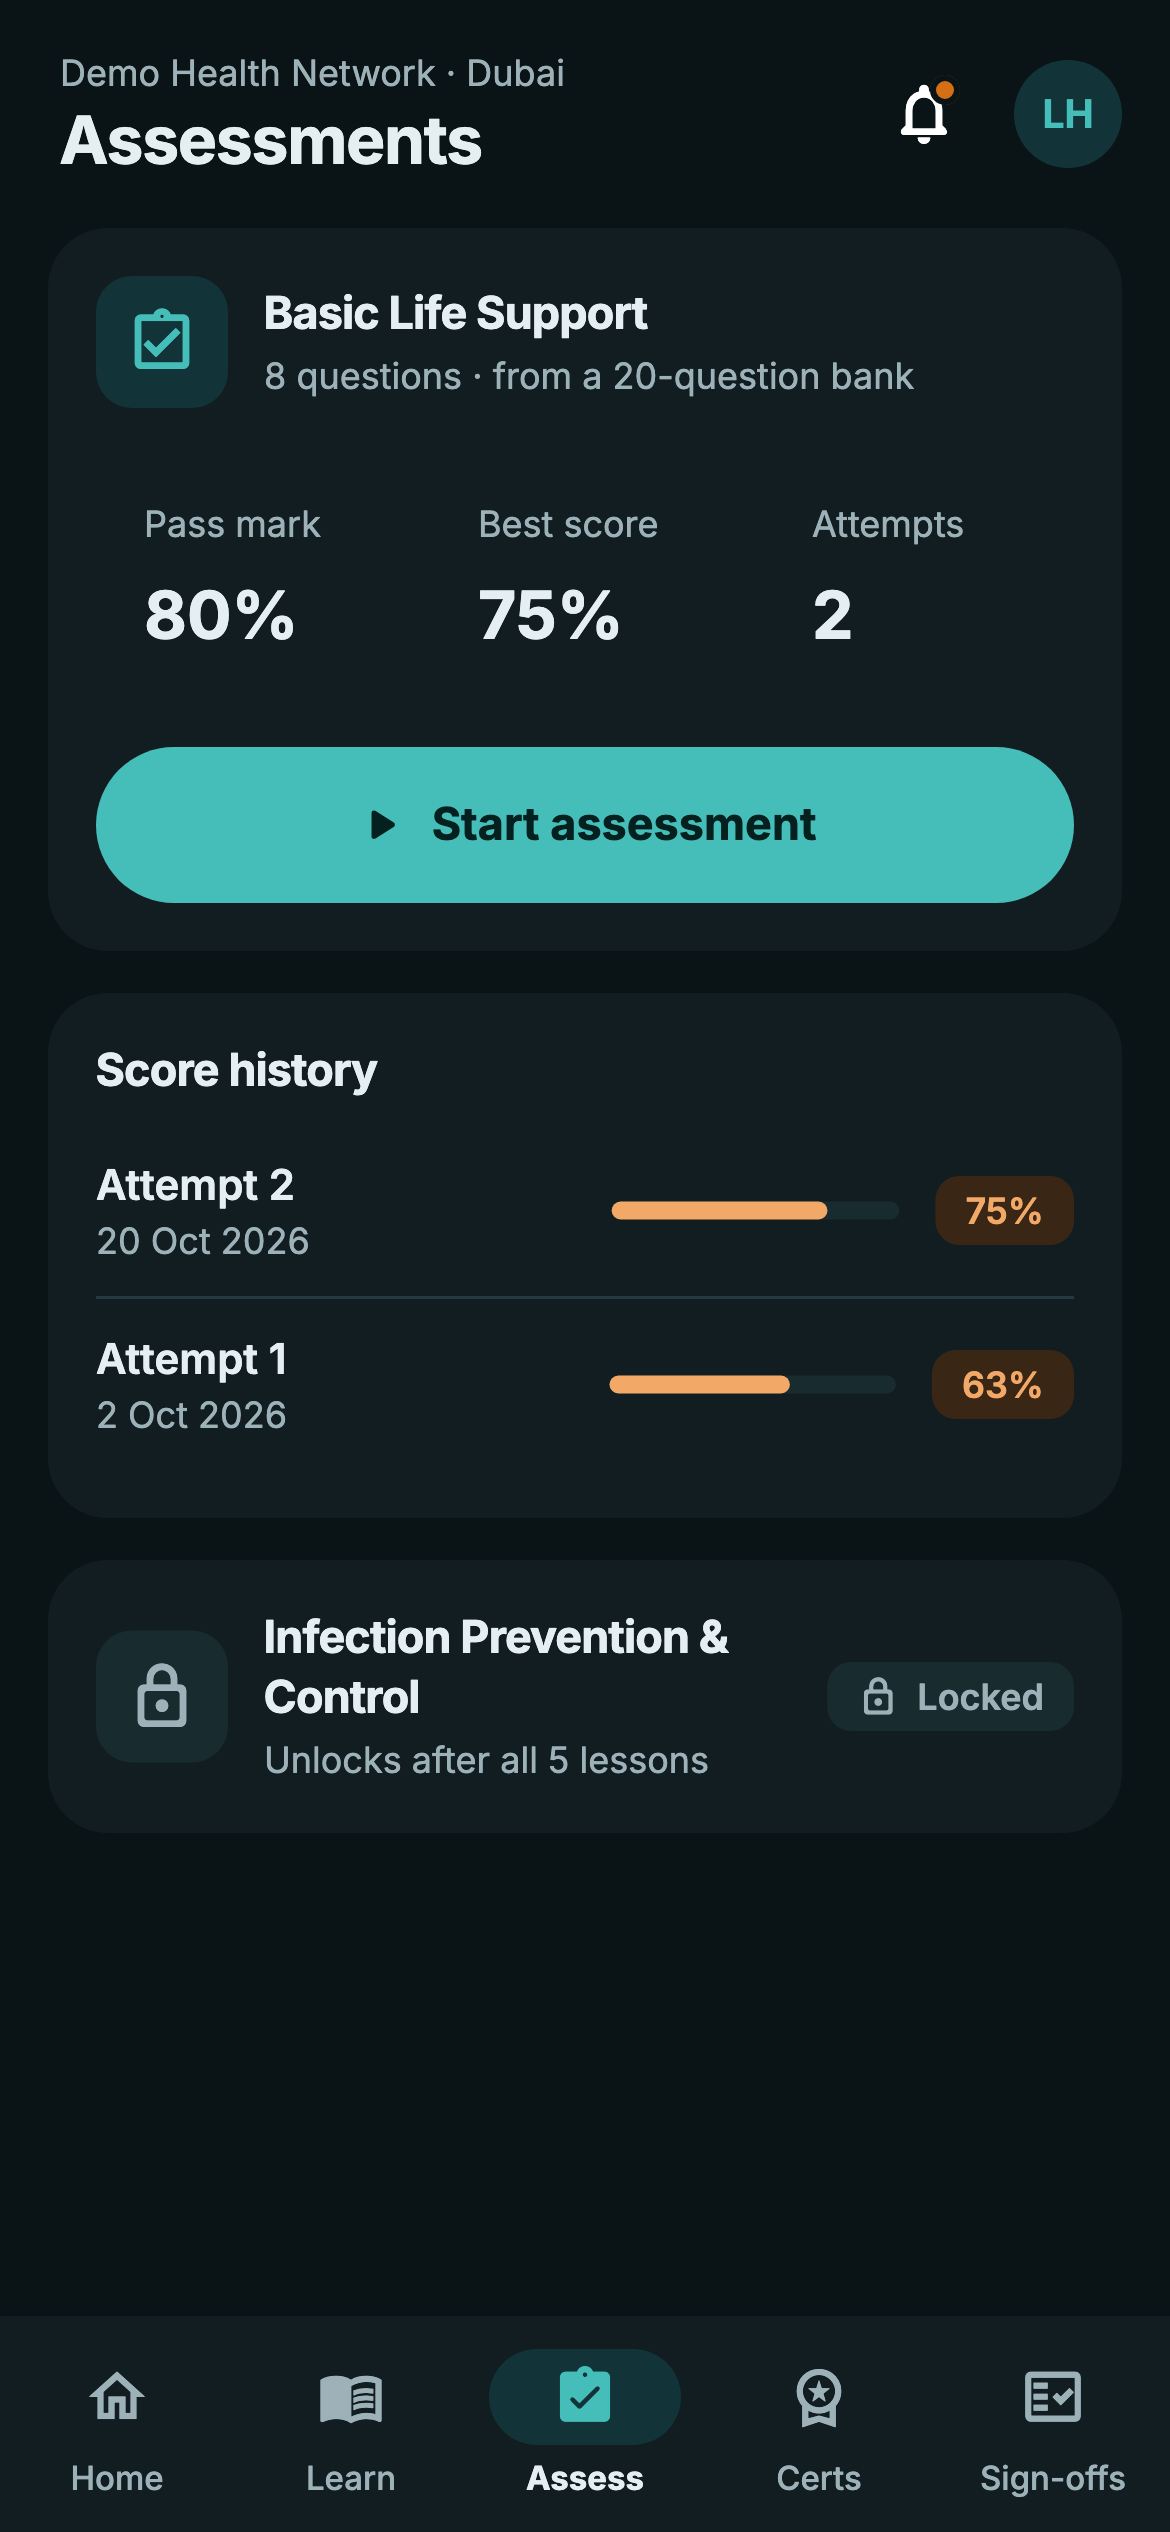 Demo Health Network · Dubai
Assessments
LH
Basic Life Support
8 questions · from a 20-question bank
Pass mark
Best score
Attempts
80%
75%
2
Start assessment
Score history
Attempt 2
20 Oct 2026
75%
Attempt 1
2 Oct 2026
63%
Infection Prevention &
Control
Unlocks after all 5 lessons
Locked
Home
Learn
Assess
Certs
Sign-offs